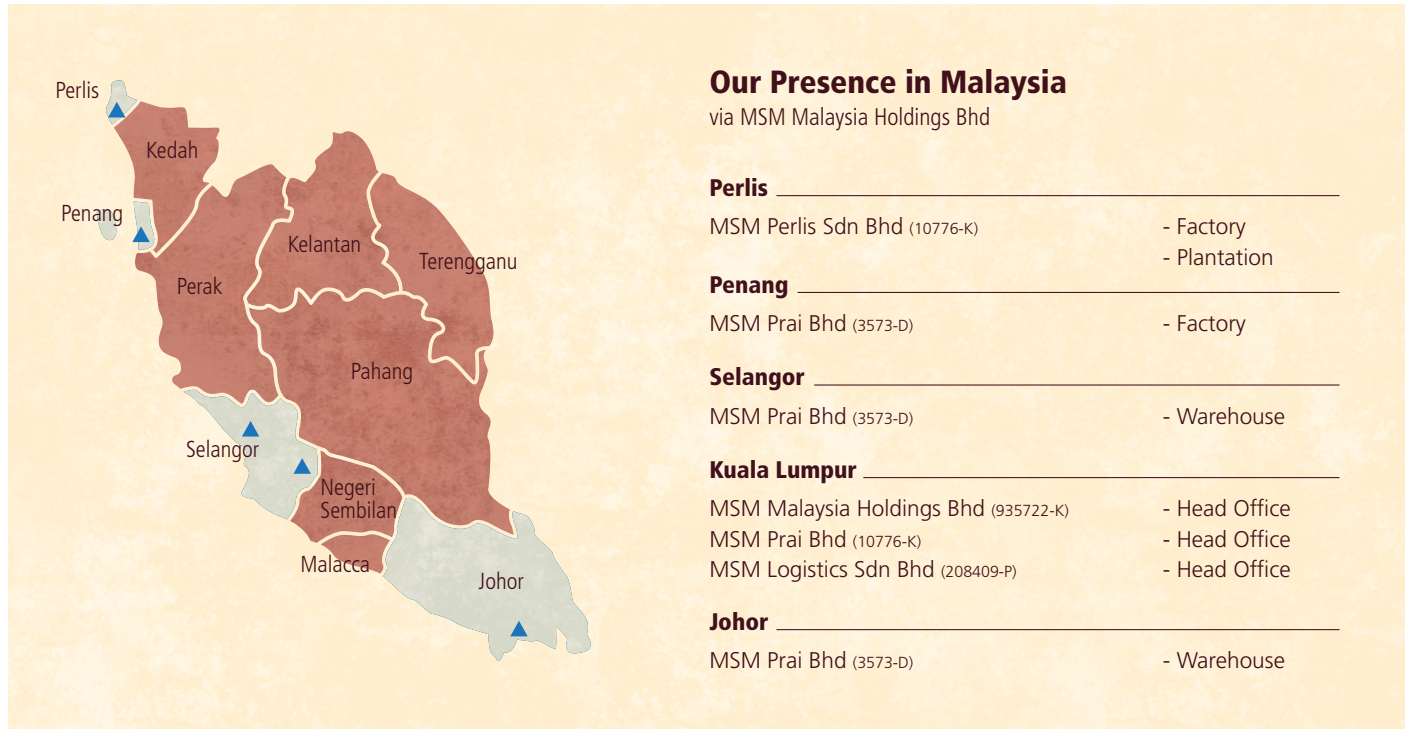 Perlis
Kedah
Penang
Kelantan
Terengganu
Perak
Pahang
Selangor
Negeri
Sembilan
Malacca
Johor
Our Presence in Malaysia
via MSM Malaysia Holdings Bhd
Perlis
MSM Perlis Sdn Bhd (10776-K) - Factory
- Plantation
Penang
MSM Prai Bhd (3573-D) - Factory
Selangor
MSM Prai Bhd (3573-D) - Warehouse
Kuala Lumpur
MSM Malaysia Holdings Bhd (935722-K) - Head Office
MSM Prai Bhd (10776-K) - Head Office
MSM Logistics Sdn Bhd (208409-P) - Head Office
Johor
MSM Prai Bhd (3573-D) - Warehouse